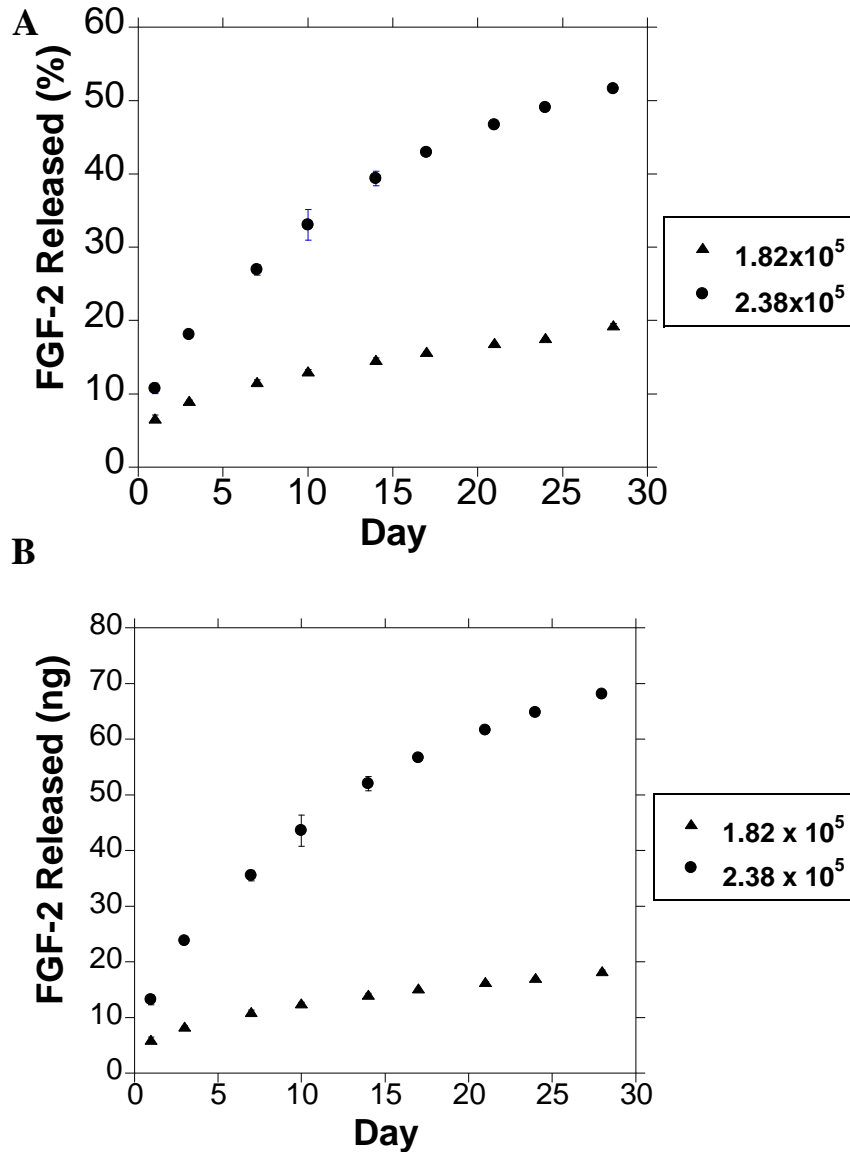 A
FGF-2 Released (%)
60
50
40
30
20
10
0
0 5 10 15 20 25 30
Day
▲ 1.82x10⁵
● 2.38x10⁵
B
FGF-2 Released (ng)
80
70
60
50
40
30
20
10
0
0 5 10 15 20 25 30
Day
▲ 1.82 x 10⁵
● 2.38 x 10⁵